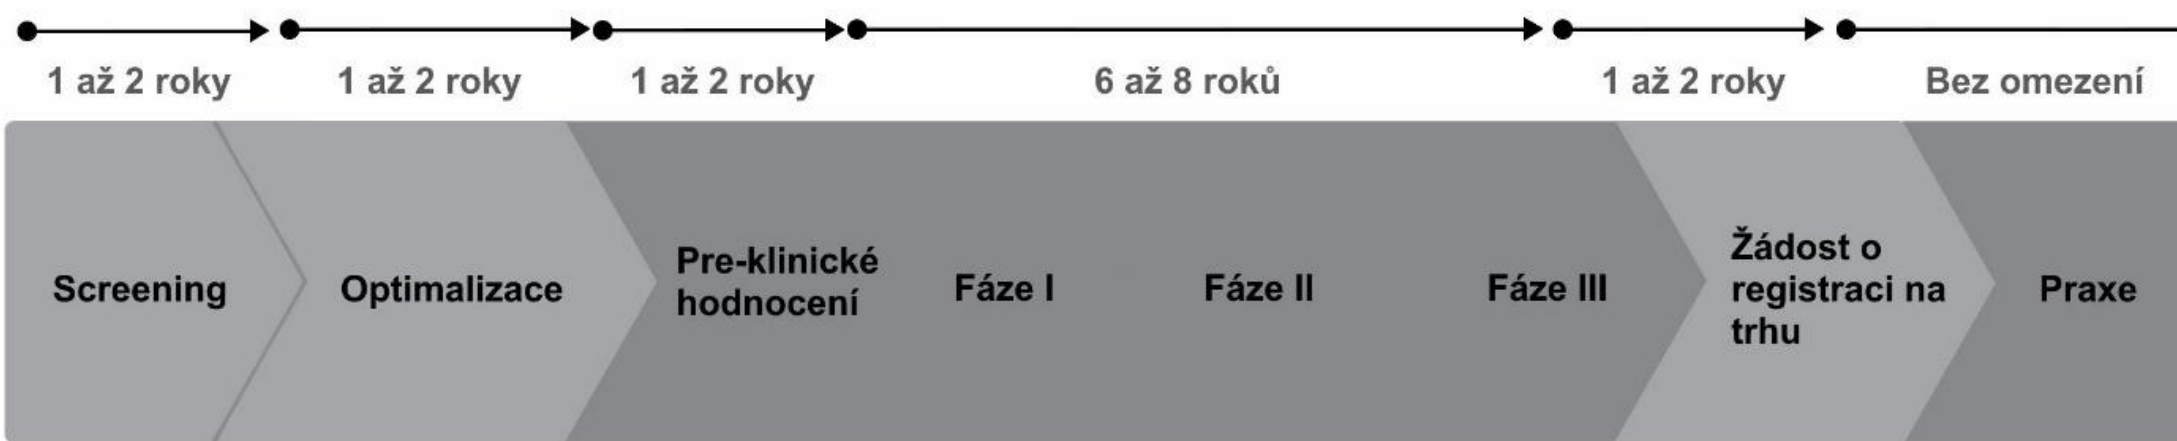 1 až 2 roky
1 až 2 roky
1 až 2 roky
6 až 8 roků
1 až 2 roky
Bez omezení
Screening
Optimalizace
Pre-klinické
hodnocení
Fáze I
Fáze II
Fáze III
Žádost o
registraci na
trhu
Praxe